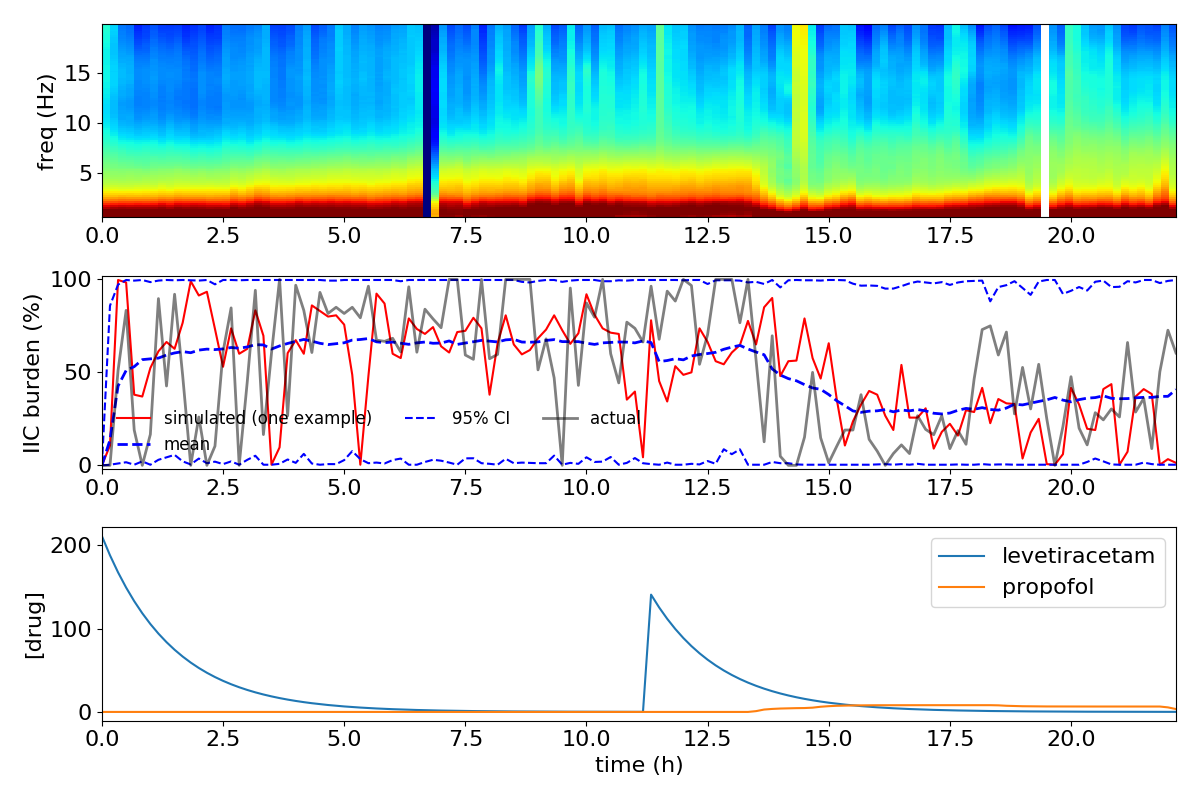 freq (Hz)
15
10
5
0.0 2.5 5.0 7.5 10.0 12.5 15.0 17.5 20.0
IIC burden (%)
100
50
0
simulated (one example) 95% CI actual
mean
0.0 2.5 5.0 7.5 10.0 12.5 15.0 17.5 20.0
[drug]
200
100
0
levetiracetam
propofol
0.0 2.5 5.0 7.5 10.0 12.5 15.0 17.5 20.0
time (h)